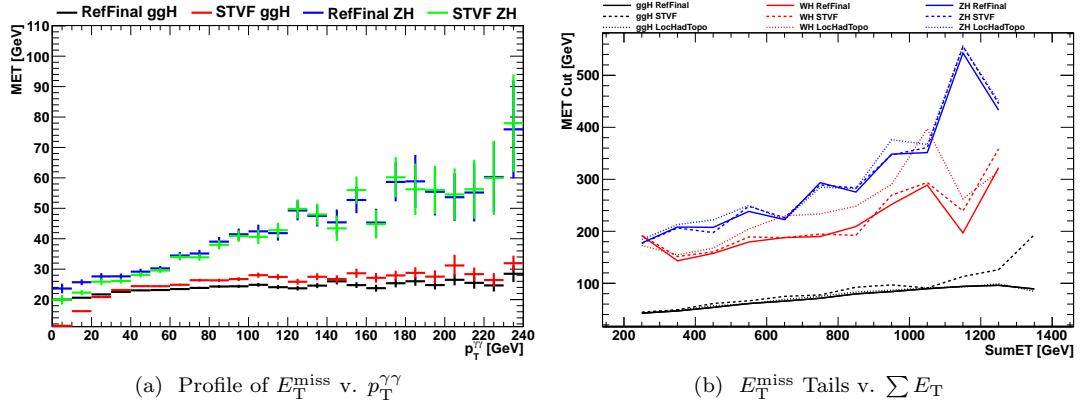 RefFinal ggH STVF ggH RefFinal ZH STVF ZH
MET [GeV]
110
100
90
80
70
60
50
40
30
20
0 20 40 60 80 100 120 140 160 180 200 220 240
p_T^γγ [GeV]
(a) Profile of E_T^miss v. p_T^γγ
ggH RefFinal WH RefFinal ZH RefFinal
ggH STVF WH STVF ZH STVF
ggH LocHadTopo WH LocHadTopo ZH LocHadTopo
MET Cut [GeV]
500
400
300
200
100
200 400 600 800 1000 1200 1400
SumET [GeV]
(b) E_T^miss Tails v. ∑ E_T